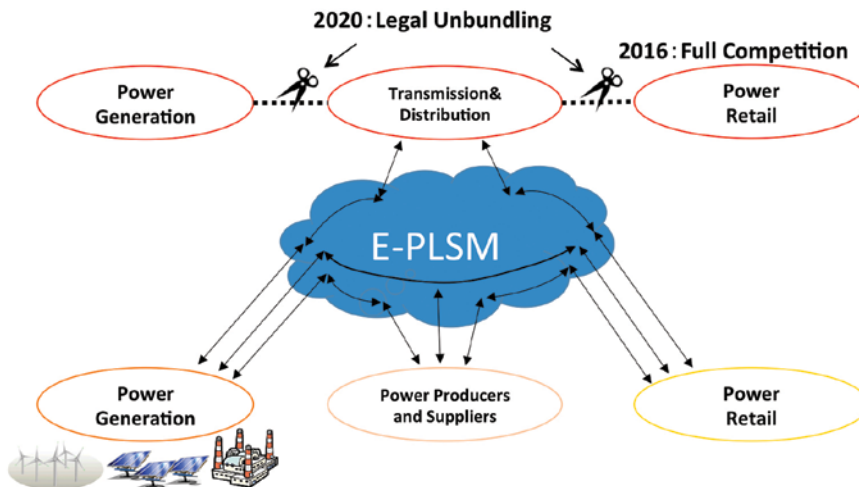 2020 : Legal Unbundling
2016 : Full Competition
Power
Generation
Transmission&
Distribution
Power
Retail
E-PLSM
Power
Generation
Power Producers
and Suppliers
Power
Retail